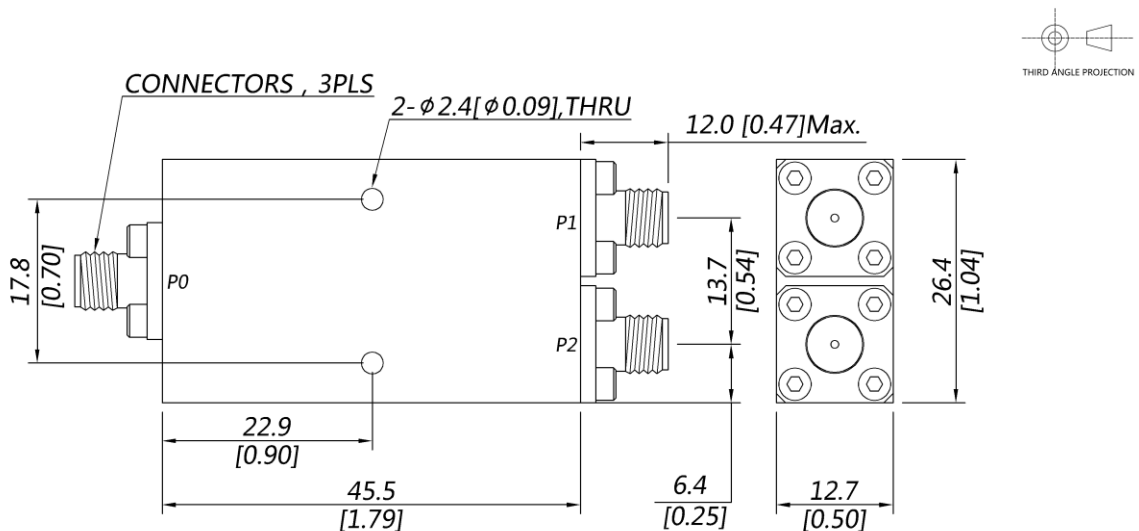 THIRD ANGLE PROJECTION
CONNECTORS , 3PLS
2-ϕ2.4[ϕ0.09],THRU
12.0 [0.47]Max.
P1
P0
P2
17.8
[0.70]
13.7
[0.54]
26.4
[1.04]
22.9
[0.90]
45.5
[1.79]
6.4
[0.25]
12.7
[0.50]